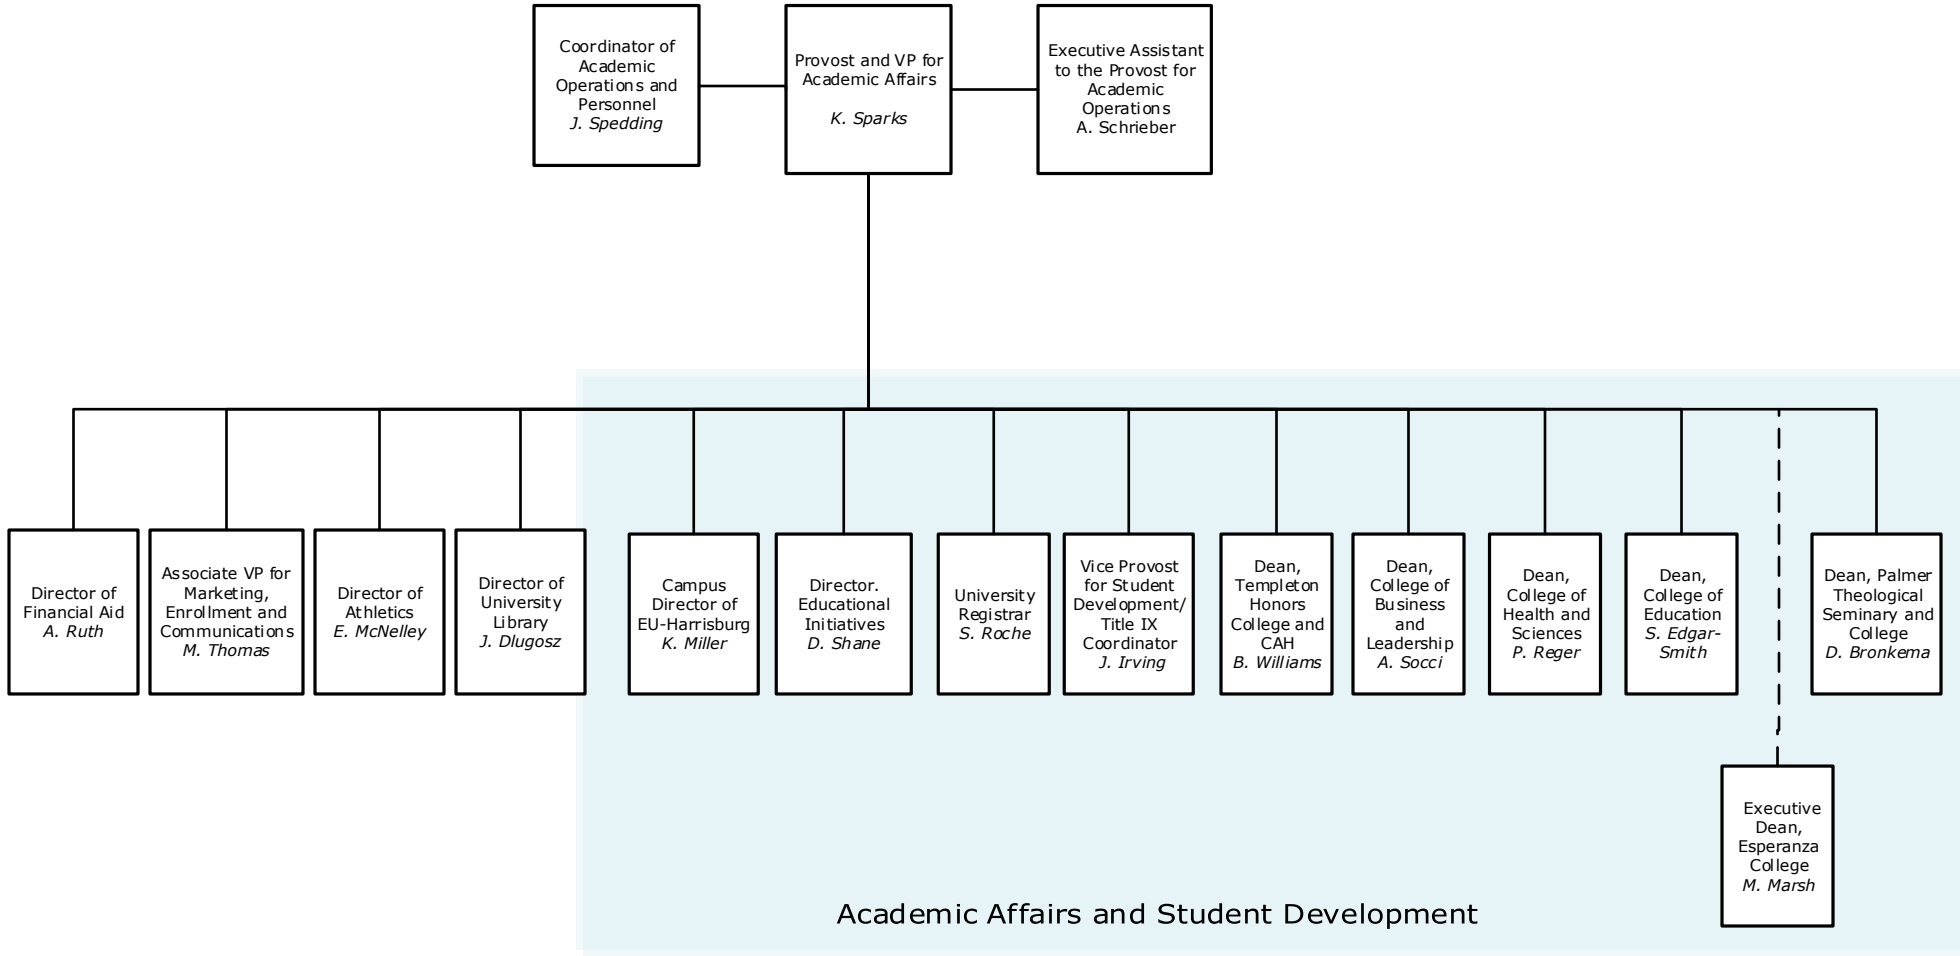 Coordinator of
Academic
Operations and
Personnel
J. Spedding
Provost and VP for
Academic Affairs
K. Sparks
Executive Assistant
to the Provost for
Academic
Operations
A. Schrieber
Director of
Financial Aid
A. Ruth
Associate VP for
Marketing,
Enrollment and
Communications
M. Thomas
Director of
Athletics
E. McNelley
Director of
University
Library
J. Dlugosz
Campus
Director of
EU-Harrisburg
K. Miller
Director.
Educational
Initiatives
D. Shane
University
Registrar
S. Roche
Vice Provost
for Student
Development/
Title IX
Coordinator
J. Irving
Dean,
Templeton
Honors
College and
CAH
B. Williams
Dean,
College of
Business
and
Leadership
A. Socci
Dean,
College of
Health and
Sciences
P. Reger
Dean,
College of
Education
S. Edgar-
Smith
Dean, Palmer
Theological
Seminary and
College
D. Bronkema
Executive
Dean,
Esperanza
College
M. Marsh
Academic Affairs and Student Development